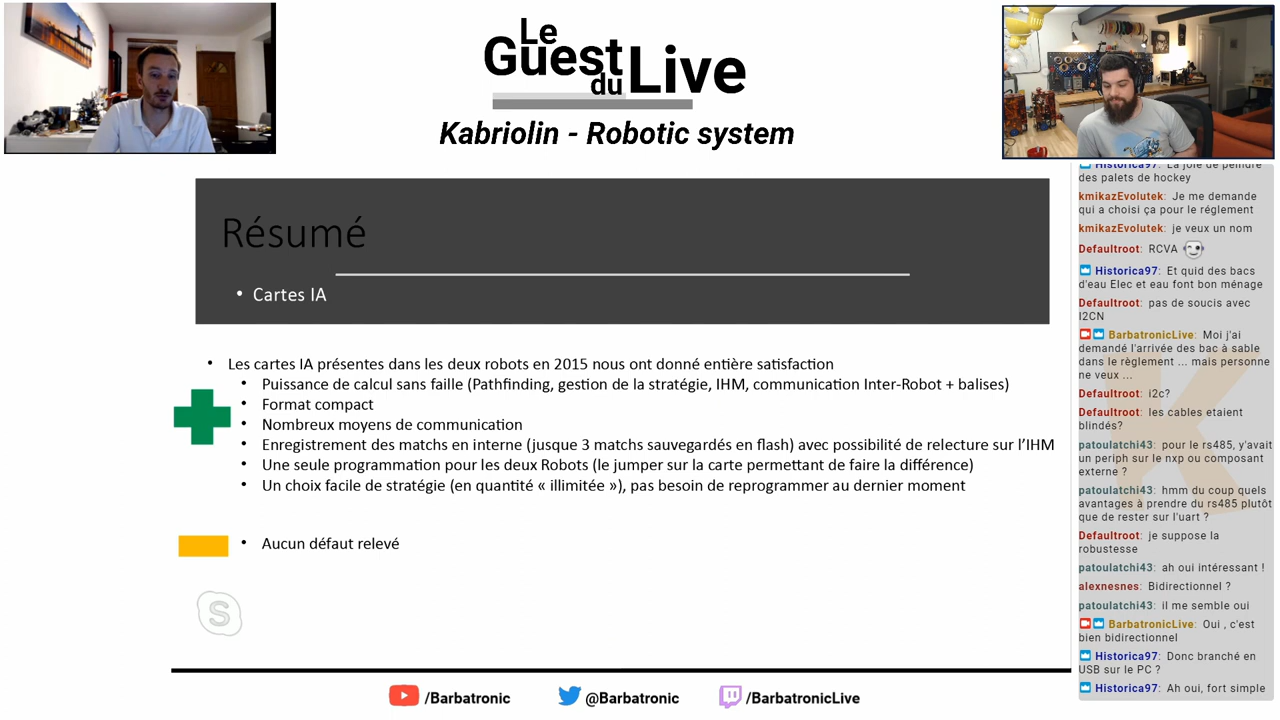 Le
Guest
du
Live
Kabriolin - Robotic system
Résumé
• Cartes IA
• Les cartes IA présentes dans les deux robots en 2015 nous ont donné entière satisfaction
• Puissance de calcul sans faille (Pathfinding, gestion de la stratégie, IHM, communication Inter-Robot + balises)
• Format compact
• Nombreux moyens de communication
• Enregistrement des matchs en interne (jusque 3 matchs sauvegardés en flash) avec possibilité de relecture sur l'IHM
• Une seule programmation pour les deux Robots (le jumper sur la carte permettant de faire la différence)
• Un choix facile de stratégie (en quantité « illimitée »), pas besoin de reprogrammer au dernier moment
• Aucun défaut relevé
S
/Barbatronic
@Barbatronic
/BarbatronicLive
Historica97: La joie de peindre
des palets de hockey
kmikazEvolutek: Je me demande
qui a choisi ça pour le réglement
kmikazEvolutek: je veux un nom
Defaultroot: RCVA
Historica97: Et quid des bacs
d'eau Elec et eau font bon ménage
Defaultroot: pas de soucis avec
I2CN
BarbatronicLive: Moi j'ai
demandé l'arrivée des bac à sable
dans le règlement ... mais personne
ne veux ...
Defaultroot: i2c?
Defaultroot: les cables etaient
blindés?
patoulatchi43: pour le rs485, y'avait
un periph sur le nxp ou composant
externe ?
patoulatchi43: hmm du coup quels
avantages à prendre du rs485 plutôt
que de rester sur l'uart ?
Defaultroot: je suppose la
robustesse
patoulatchi43: ah oui intéressant !
alexnesnes: Bidirectionnel ?
patoulatchi43: il me semble oui
BarbatronicLive: Oui , c'est
bien bidirectionnel
Historica97: Donc branché en
USB sur le PC ?
Historica97: Ah oui, fort simple